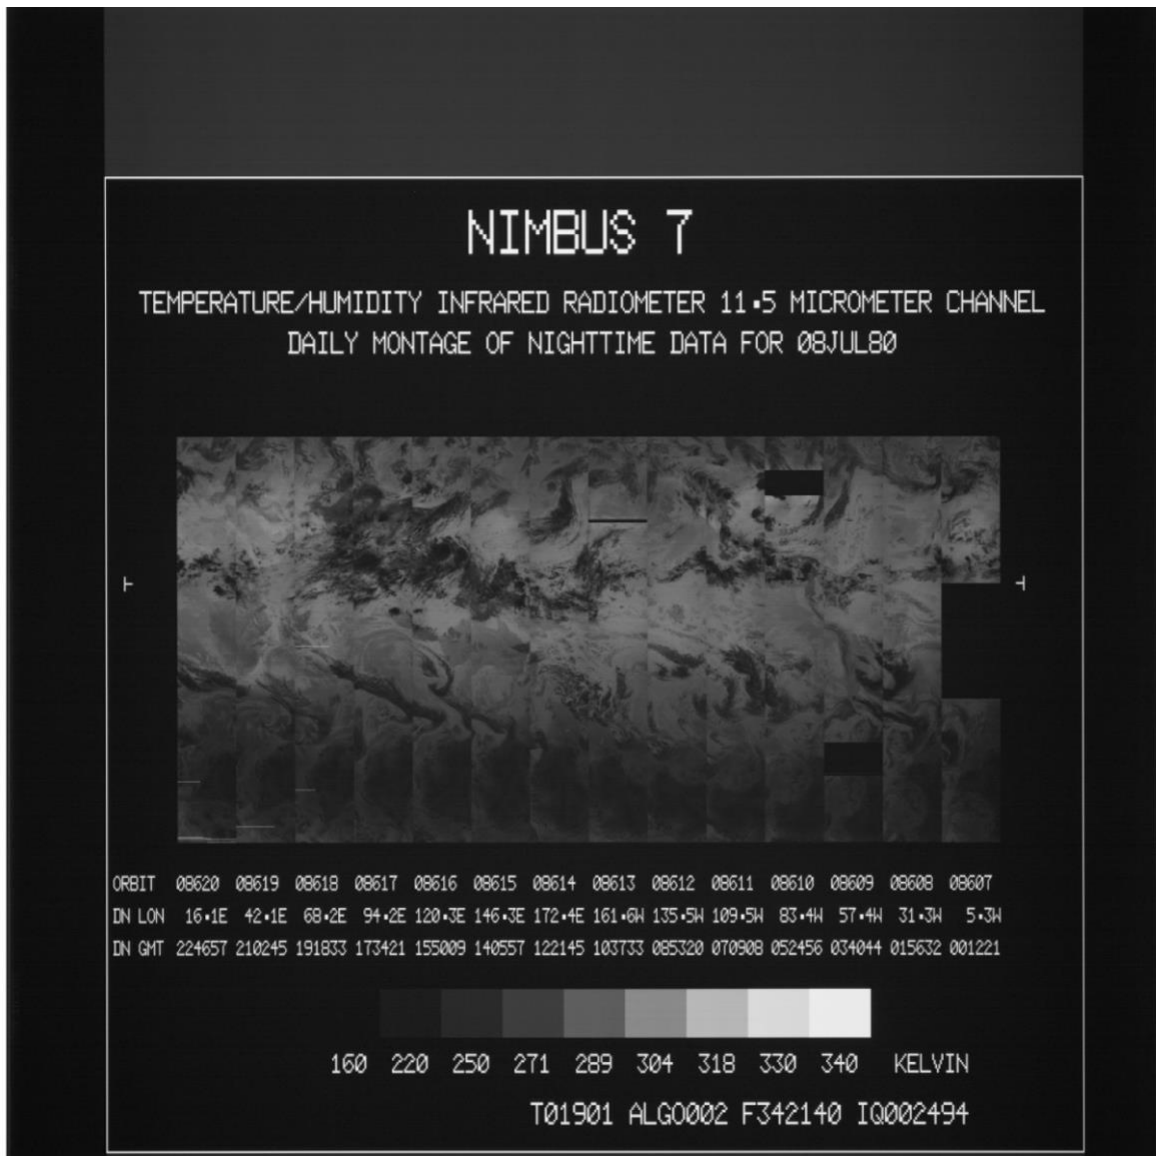 NIMBUS 7
TEMPERATURE/HUMIDITY INFRARED RADIOMETER 11.5 MICROMETER CHANNEL
DAILY MONTAGE OF NIGHTTIME DATA FOR 08JUL80
ORBIT 08620 08619 08618 08617 08616 08615 08614 08613 08612 08611 08610 08609 08608 08607
DN LON 16.1E 42.1E 68.2E 94.2E 120.3E 146.3E 172.4E 161.6W 135.5W 109.5W 83.4W 57.4W 31.3W 5.3W
DN GMT 224657 210245 191833 173421 155009 140557 122145 103733 085320 070908 052456 034044 015632 001221
160 220 250 271 289 304 318 330 340 KELVIN
T01901 ALGO002 F342140 IQ002494